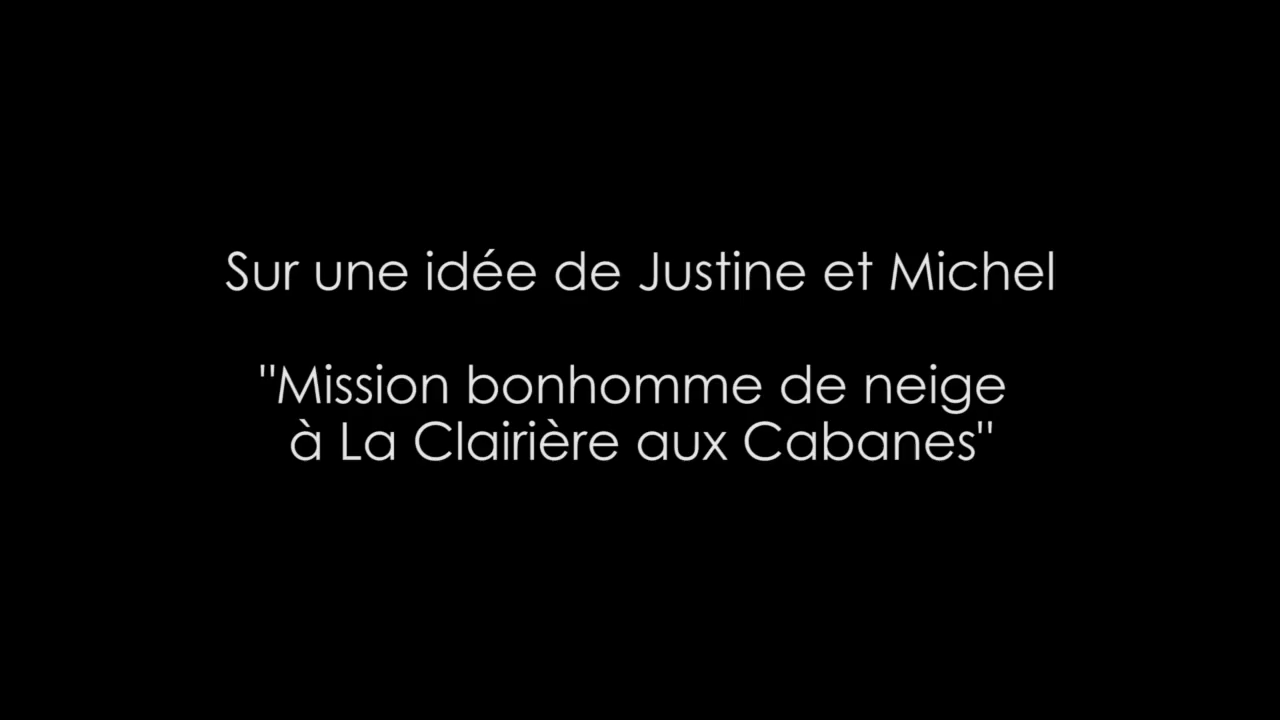 Sur une idée de Justine et Michel
"Mission bonhomme de neige
à La Clairière aux Cabanes"